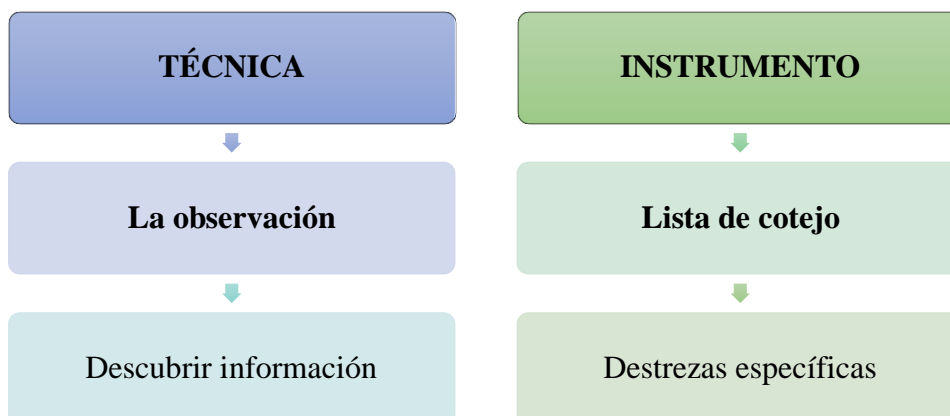 TÉCNICA
La observación
Descubrir información
INSTRUMENTO
Lista de cotejo
Destrezas específicas